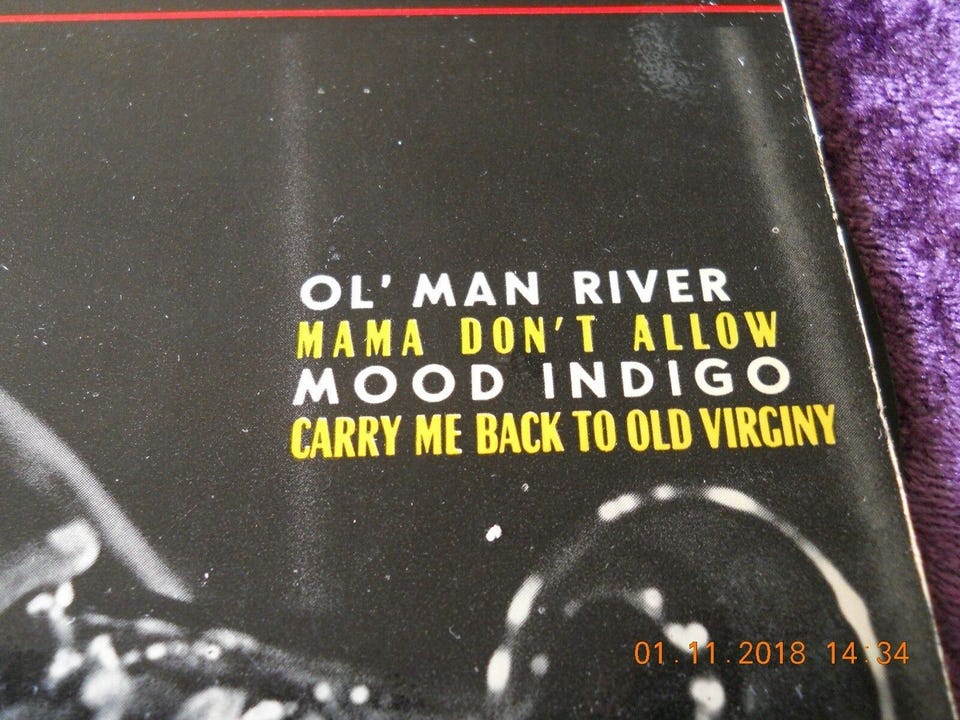 OL' MAN RIVER
MAMA DON'T ALLOW
MOOD INDIGO
CARRY ME BACK TO OLD VIRGINY
01.11.2018 14:34